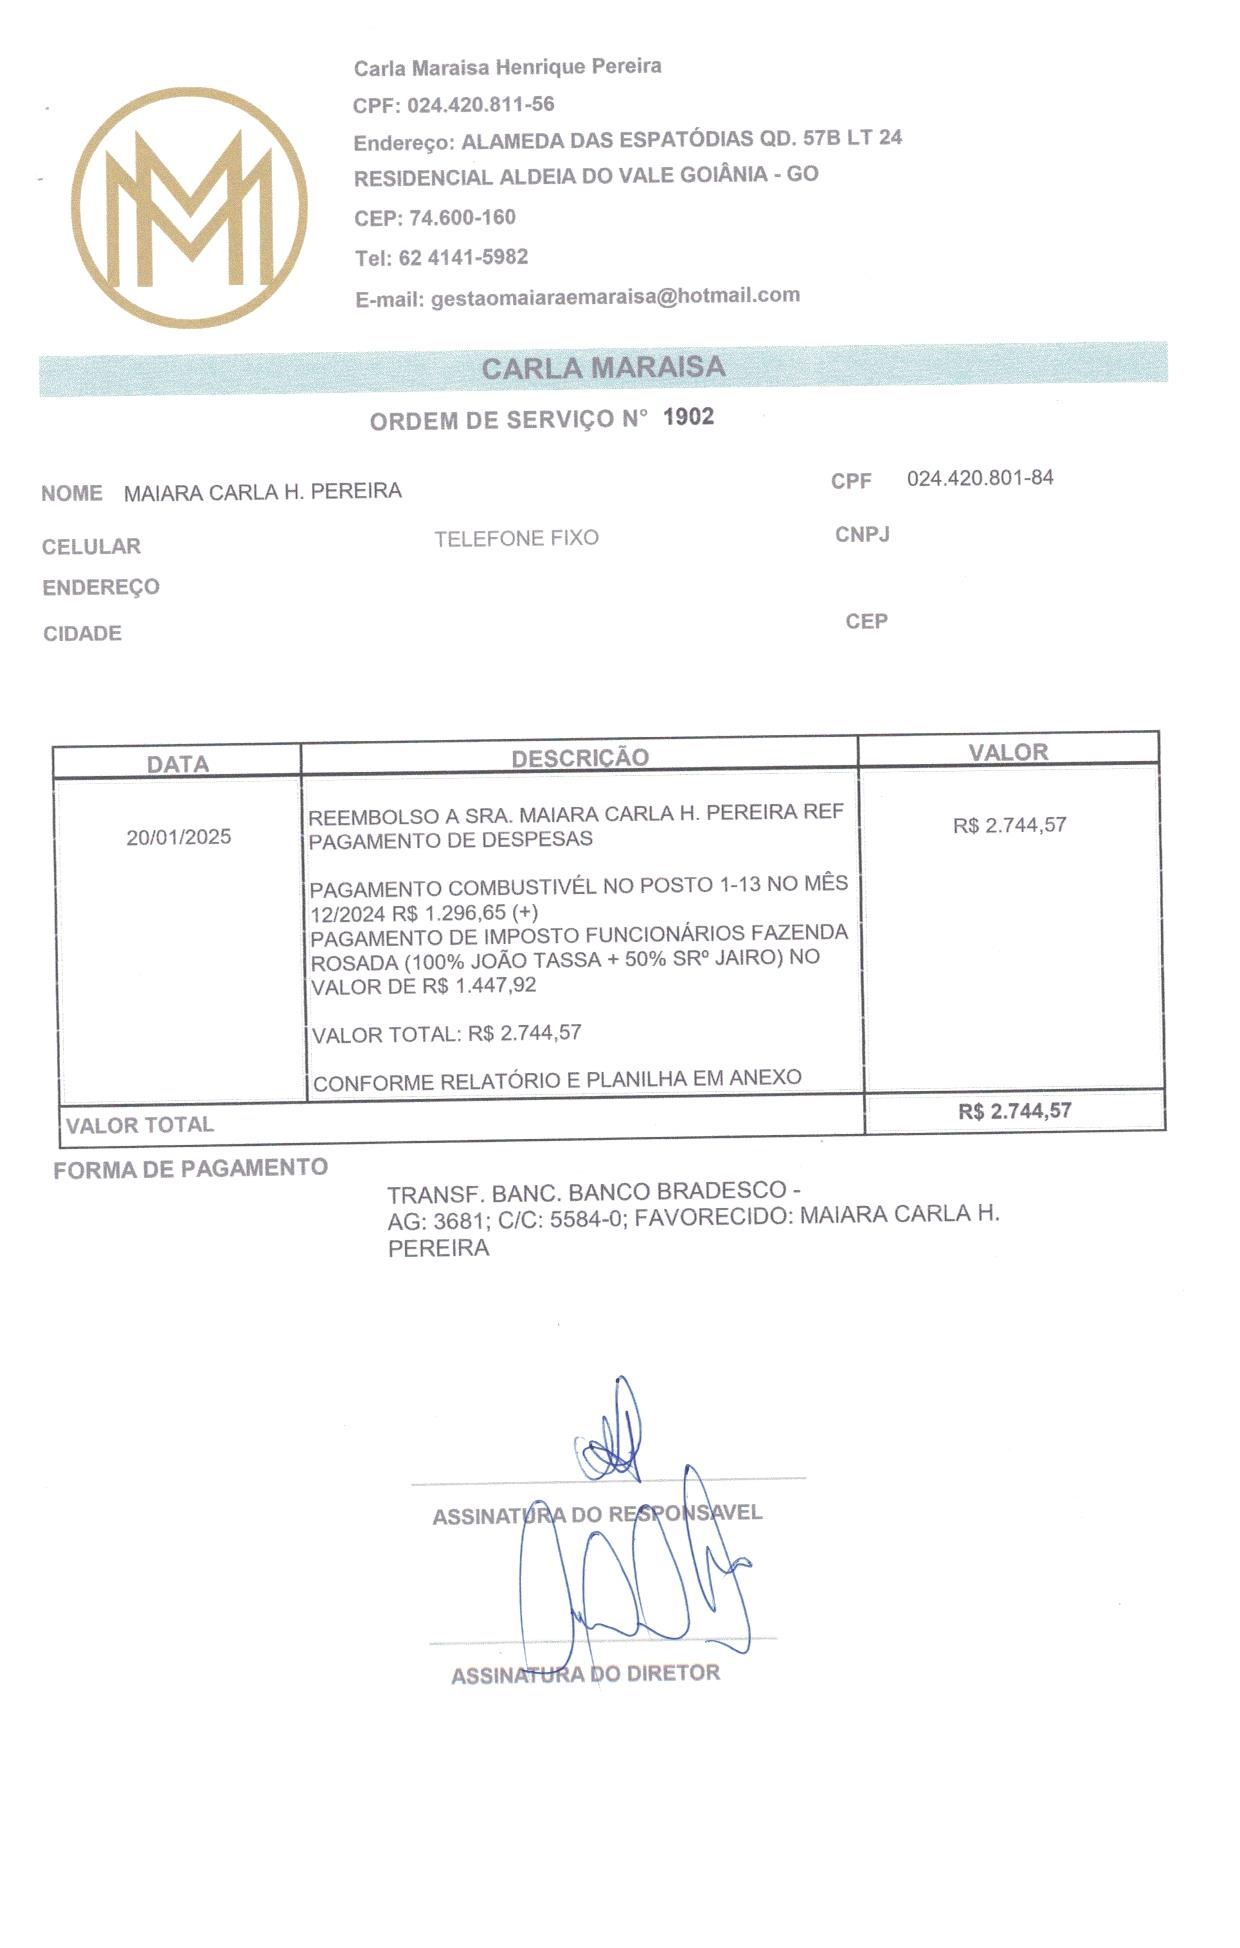 Carla Maraisa Henrique Pereira
CPF: 024.420.811-56
Endereço: ALAMEDA DAS ESPATÓDIAS QD. 57B LT 24
RESIDENCIAL ALDEIA DO VALE GOIÂNIA - GO
CEP: 74.600-160
Tel: 62 4141-5982
E-mail: gestaomaiaraemaraisa@hotmail.com
CARLA MARAISA
ORDEM DE SERVIÇO N° 1902
NOME MAIARA CARLA H. PEREIRA CPF 024.420.801-84
CELULAR TELEFONE FIXO CNPJ
ENDEREÇO
CIDADE CEP
DATA DESCRIÇÃO VALOR
REEMBOLSO A SRA. MAIARA CARLA H. PEREIRA REF
20/01/2025 PAGAMENTO DE DESPESAS R$ 2.744,57
PAGAMENTO COMBUSTIVÉL NO POSTO 1-13 NO MÊS
12/2024 R$ 1.296,65 (+)
PAGAMENTO DE IMPOSTO FUNCIONÁRIOS FAZENDA
ROSADA (100% JOÃO TASSA + 50% SRº JAIRO) NO
VALOR DE R$ 1.447,92
VALOR TOTAL: R$ 2.744,57
CONFORME RELATÓRIO E PLANILHA EM ANEXO
VALOR TOTAL R$ 2.744,57
FORMA DE PAGAMENTO
TRANSF. BANC. BANCO BRADESCO -
AG: 3681; C/C: 5584-0; FAVORECIDO: MAIARA CARLA H.
PEREIRA
ASSINATURA DO RESPONSAVEL
ASSINATURA DO DIRETOR